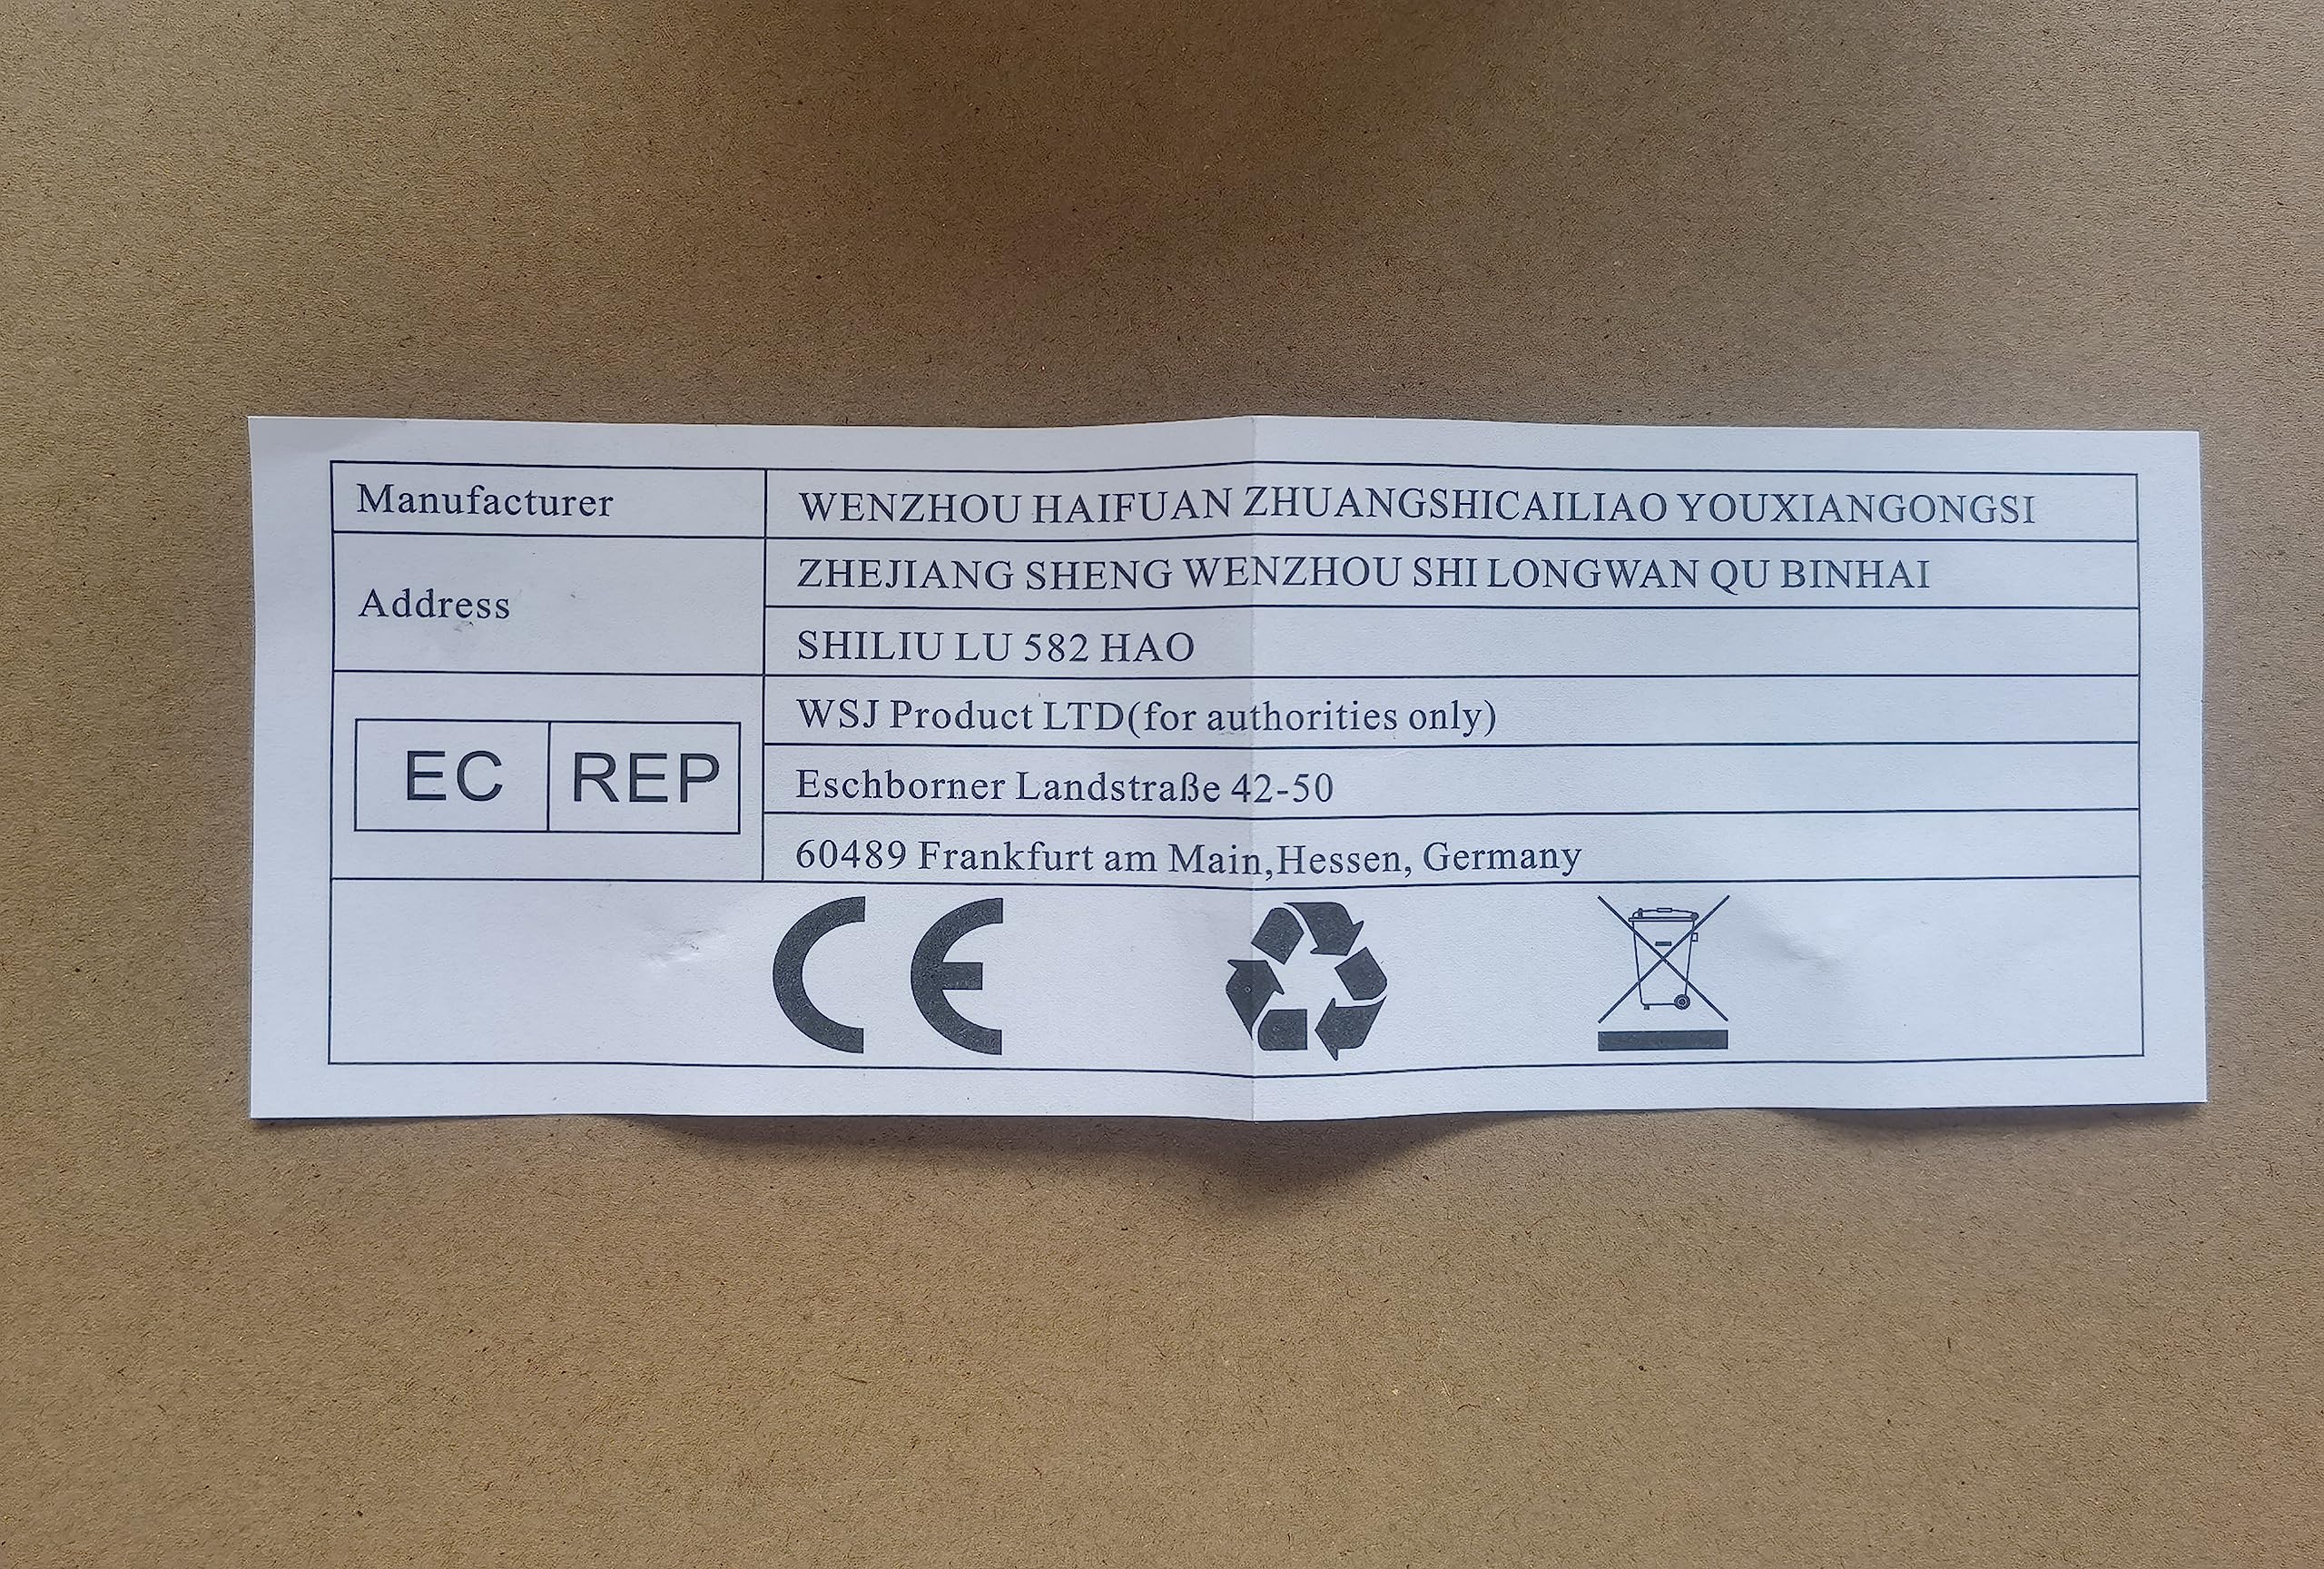 Manufacturer WENZHOU HAIFUAN ZHUANGSHICAILIAO YOUXIANGONGSI
Address ZHEJIANG SHENG WENZHOU SHI LONGWAN QU BINHAI
SHILIU LU 582 HAO
EC REP WSJ Product LTD(for authorities only)
Eschborner Landstraße 42-50
60489 Frankfurt am Main,Hessen, Germany
CE